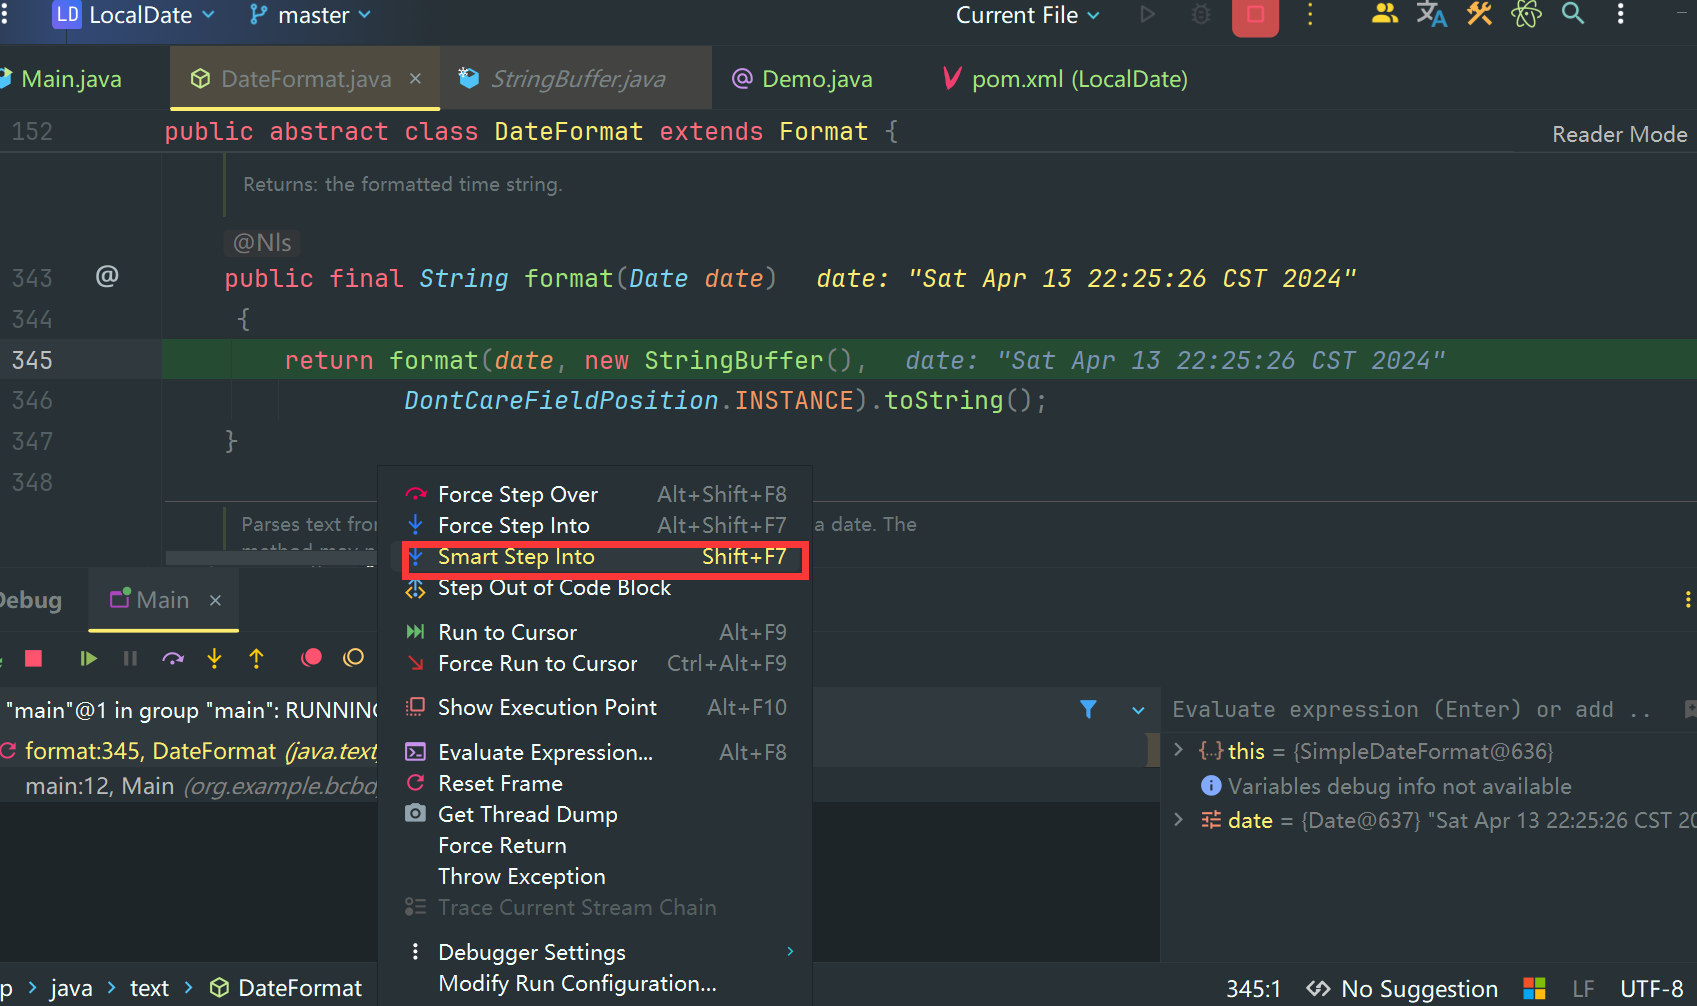 LD LocalDate master Current File
Main.java DateFormat.java × StringBuffer.java @ Demo.java pom.xml (LocalDate)
152 public abstract class DateFormat extends Format {
Reader Mode
Returns: the formatted time string.
@Nls
343 @ public final String format(Date date) date: "Sat Apr 13 22:25:26 CST 2024"
344 {
345 return format(date, new StringBuffer(), date: "Sat Apr 13 22:25:26 CST 2024"
346 DontCareFieldPosition.INSTANCE).toString();
347 }
348
Parses text from a date. The
method may
Force Step Over Alt+Shift+F8
Force Step Into Alt+Shift+F7
Smart Step Into Shift+F7
Step Out of Code Block
Run to Cursor Alt+F9
Force Run to Cursor Ctrl+Alt+F9
Show Execution Point Alt+F10
Evaluate Expression... Alt+F8
Reset Frame
Get Thread Dump
Force Return
Throw Exception
Trace Current Stream Chain
Debugger Settings
Modify Run Configuration...
Debug Main ×
"main"@1 in group "main": RUNNING
format:345, DateFormat (java.text)
main:12, Main (org.example.bcbd
Evaluate expression (Enter) or add ..
{...} this = {SimpleDateFormat@636}
Variables debug info not available
date = {Date@637} "Sat Apr 13 22:25:26 CST 20
p > java > text > DateFormat
345:1 No Suggestion LF UTF-8